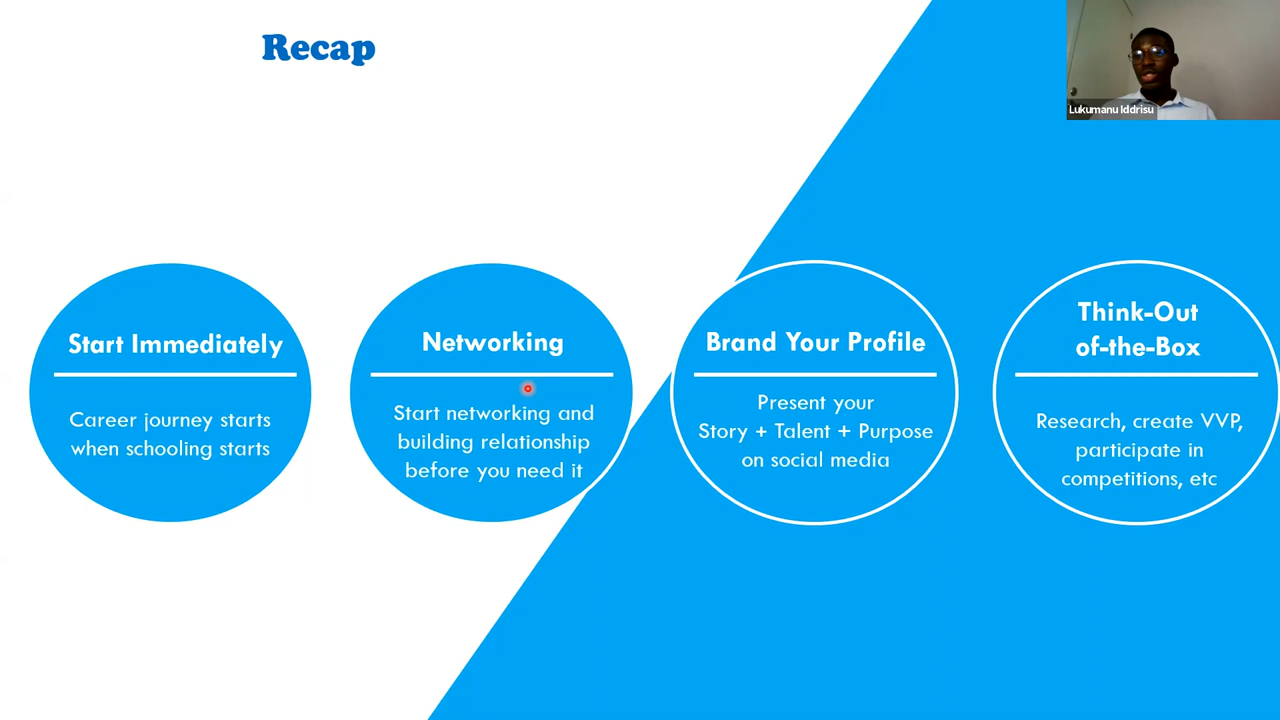 Recap
Lukumanu Iddrisu
Start Immediately
Career journey starts
when schooling starts
Networking
Start networking and
building relationship
before you need it
Brand Your Profile
Present your
Story + Talent + Purpose
on social media
Think-Out
of-the-Box
Research, create VVP,
participate in
competitions, etc